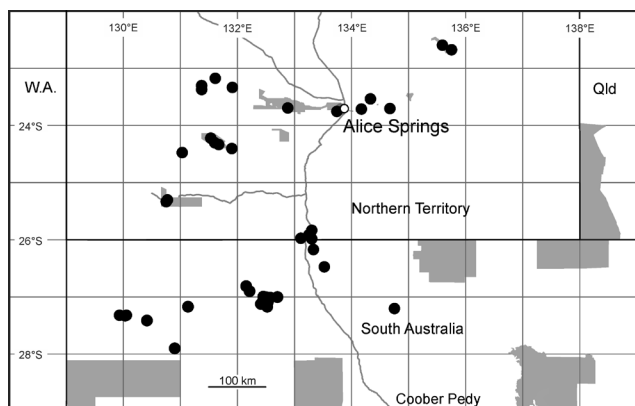 130°E 132°E 134°E 136°E 138°E
W.A. Qld
24°S Alice Springs
Northern Territory
26°S
South Australia
28°S
100 km
Coober Pedy